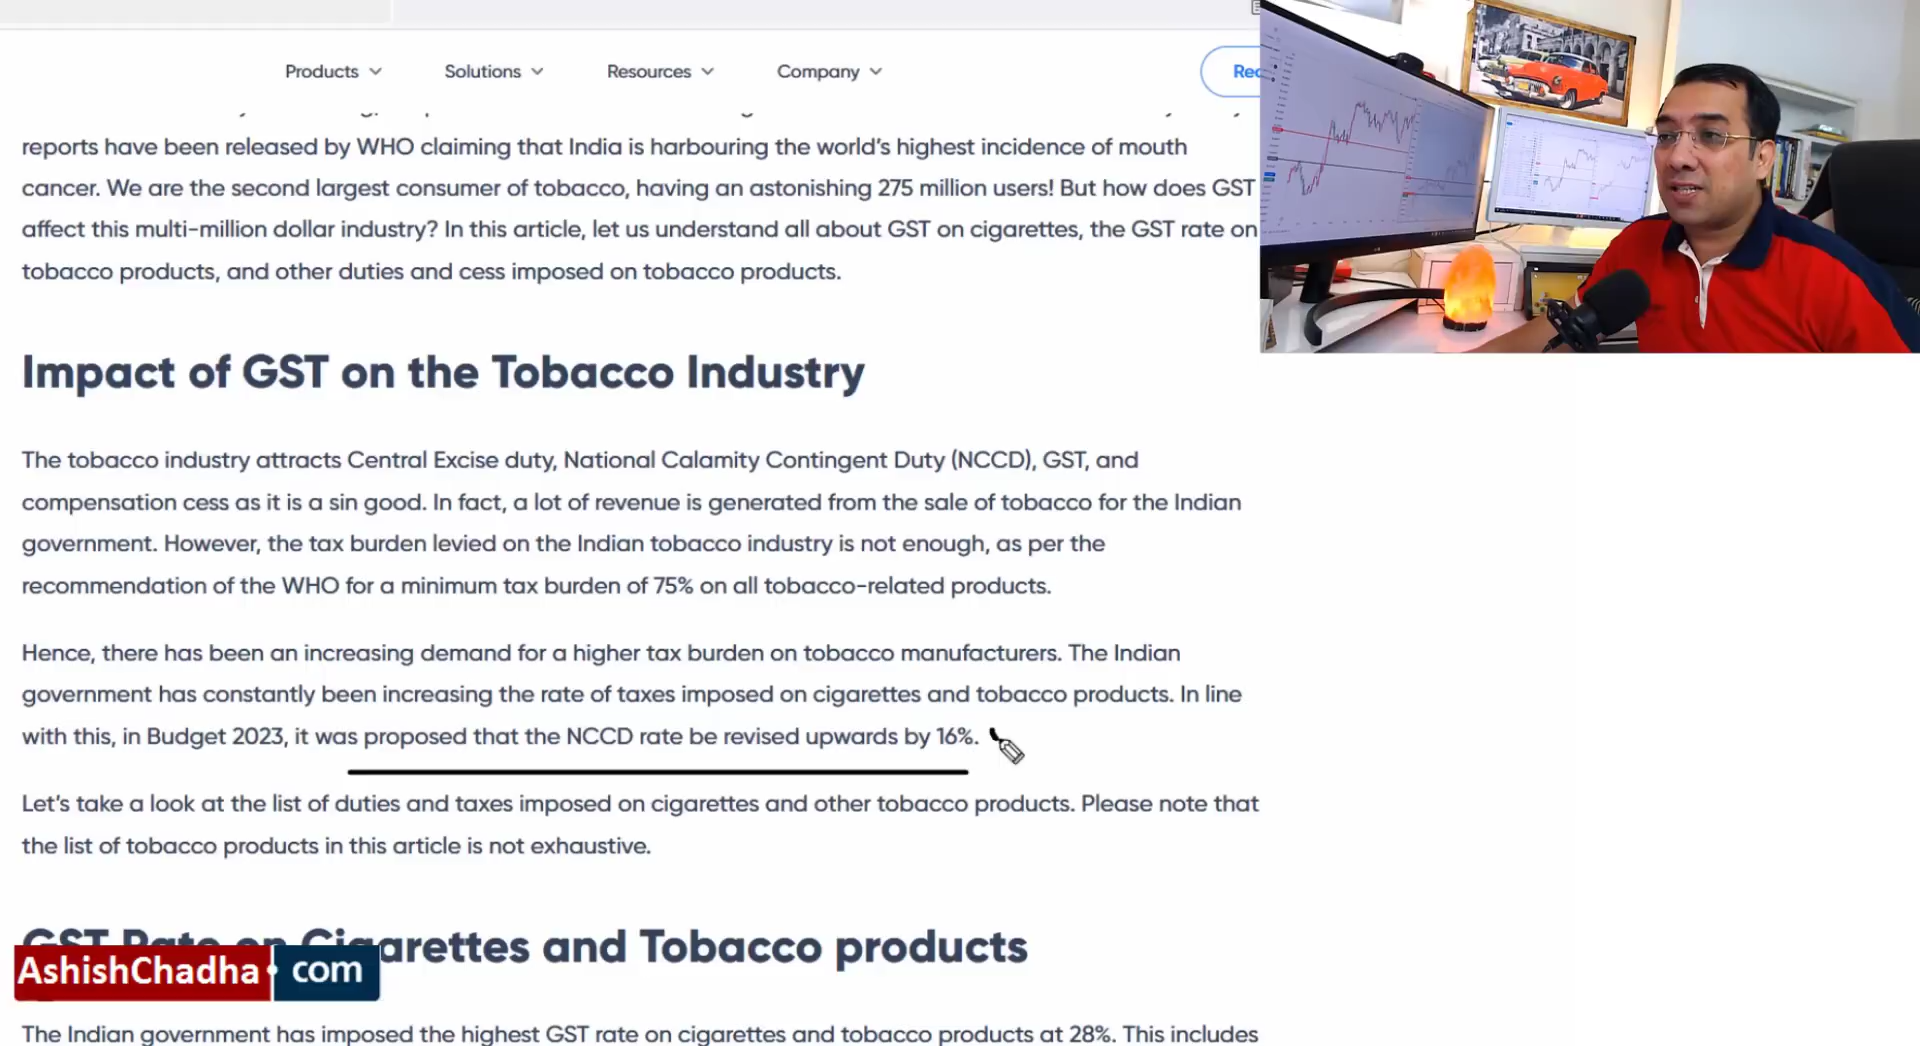 Products
Solutions
Resources
Company
reports have been released by WHO claiming that India is harbouring the world's highest incidence of mouth
cancer. We are the second largest consumer of tobacco, having an astonishing 275 million users! But how does GST
affect this multi-million dollar industry? In this article, let us understand all about GST on cigarettes, the GST rate on
tobacco products, and other duties and cess imposed on tobacco products.
Impact of GST on the Tobacco Industry
The tobacco industry attracts Central Excise duty, National Calamity Contingent Duty (NCCD), GST, and
compensation cess as it is a sin good. In fact, a lot of revenue is generated from the sale of tobacco for the Indian
government. However, the tax burden levied on the Indian tobacco industry is not enough, as per the
recommendation of the WHO for a minimum tax burden of 75% on all tobacco-related products.
Hence, there has been an increasing demand for a higher tax burden on tobacco manufacturers. The Indian
government has constantly been increasing the rate of taxes imposed on cigarettes and tobacco products. In line
with this, in Budget 2023, it was proposed that the NCCD rate be revised upwards by 16%.
Let's take a look at the list of duties and taxes imposed on cigarettes and other tobacco products. Please note that
the list of tobacco products in this article is not exhaustive.
GST Rate on Cigarettes and Tobacco products
AshishChadha.com
The Indian government has imposed the highest GST rate on cigarettes and tobacco products at 28%. This includes